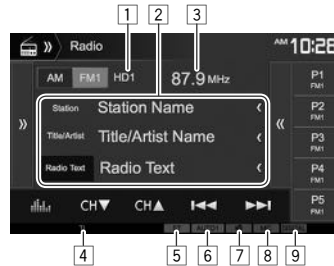 1 2 3
Radio AM 10:28
AM FM1 HD1 87.9 MHz
P1
FM1
Station Station Name
P2
FM1
Title/Artist Title/Artist Name
P3
FM1
Radio Text Radio Text
P4
FM1
CH▼ CH▲
P5
FM1
TI
4 5 6 7 8 9